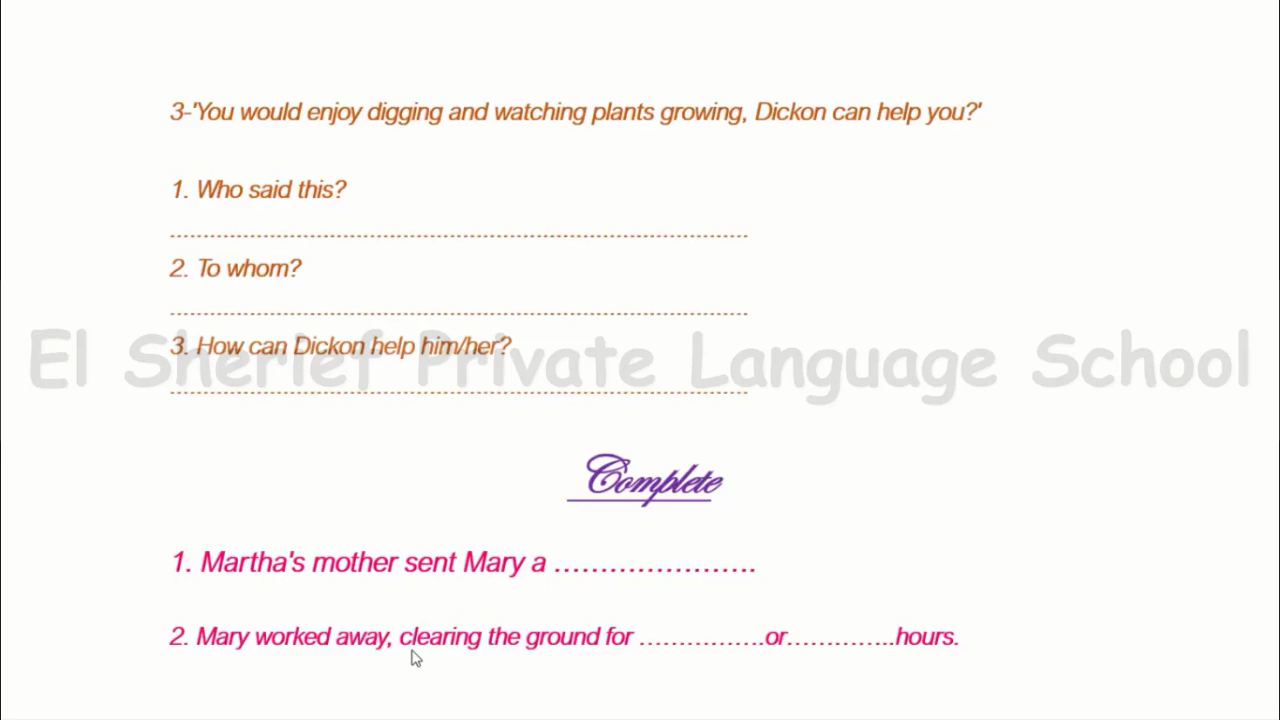 3-'You would enjoy digging and watching plants growing, Dickon can help you?'
1. Who said this?
........................................................................................
2. To whom?
........................................................................................
El Sherief Private Language School
3. How can Dickon help him/her?
........................................................................................
Complete
1. Martha's mother sent Mary a ………………….
2. Mary worked away, clearing the ground for …………….or…………..hours.